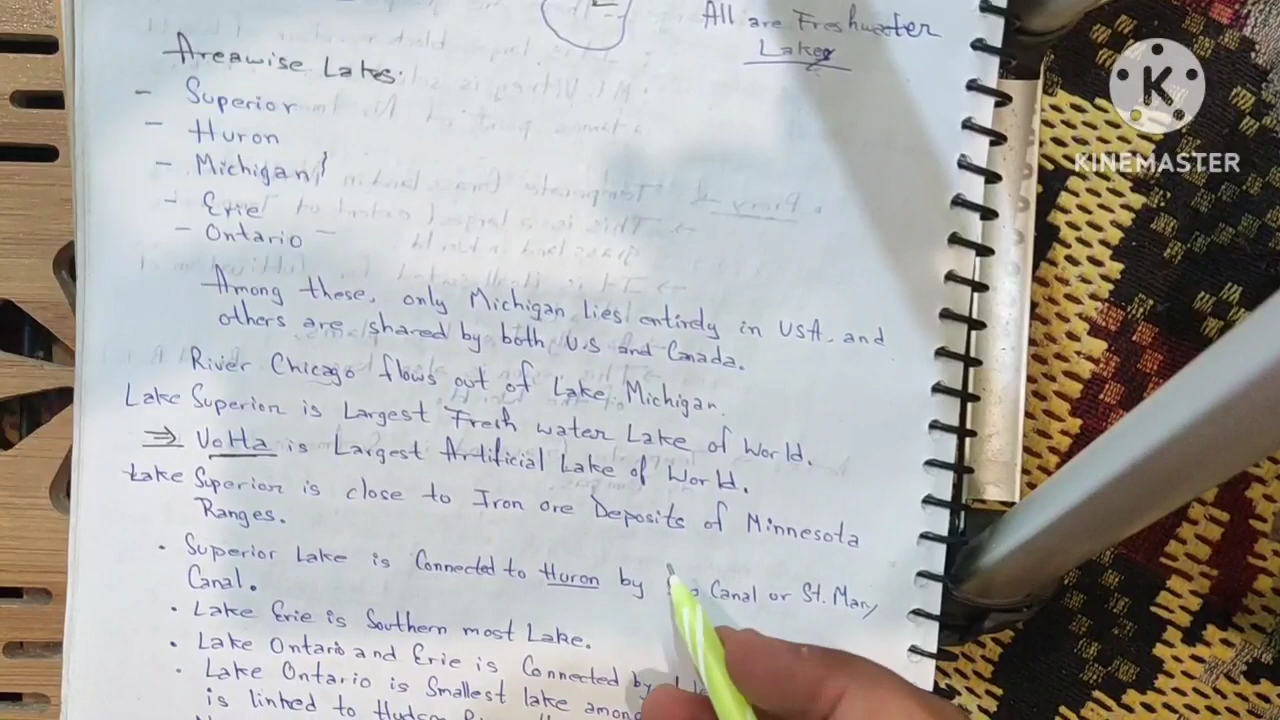 All are Freshwater
Lakes
Areawise Lakes:
- Superior
- Huron
- Michigan}
- Erie
- Ontario -
Among these, only Michigan lies entirely in USA, and
others are shared by both U.S and Canada.
River Chicago flows out of Lake Michigan.
Lake Superior is Largest Fresh water Lake of World.
⇒ Volta is Largest Artificial Lake of World.
Lake Superior is close to Iron ore Deposits of Minnesota
Ranges.
• Superior Lake is Connected to Huron by Canal or St. Mary
Canal.
• Lake Erie is Southern most Lake.
• Lake Ontario and Erie is Connected by
• Lake Ontario is Smallest lake among
is linked to
K
KINEMASTER